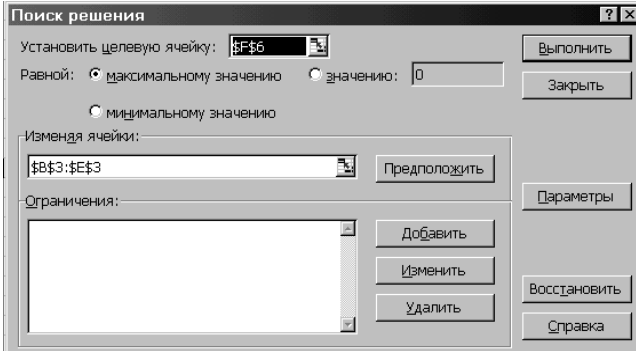 Поиск решения
Установить целевую ячейку: $F$6
Выполнить
Равной: максимальному значению значению: 0
Закрыть
минимальному значению
Изменяя ячейки:
$B$3:$E$3
Предположить
Параметры
Ограничения:
Добавить
Изменить
Удалить
Восстановить
Справка